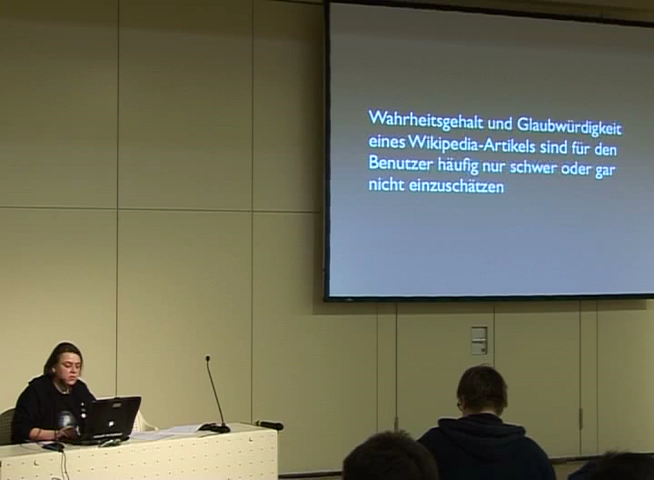 Wahrheitsgehalt und Glaubwürdigkeit
eines Wikipedia-Artikels sind für den
Benutzer häufig nur schwer oder gar
nicht einzuschätzen